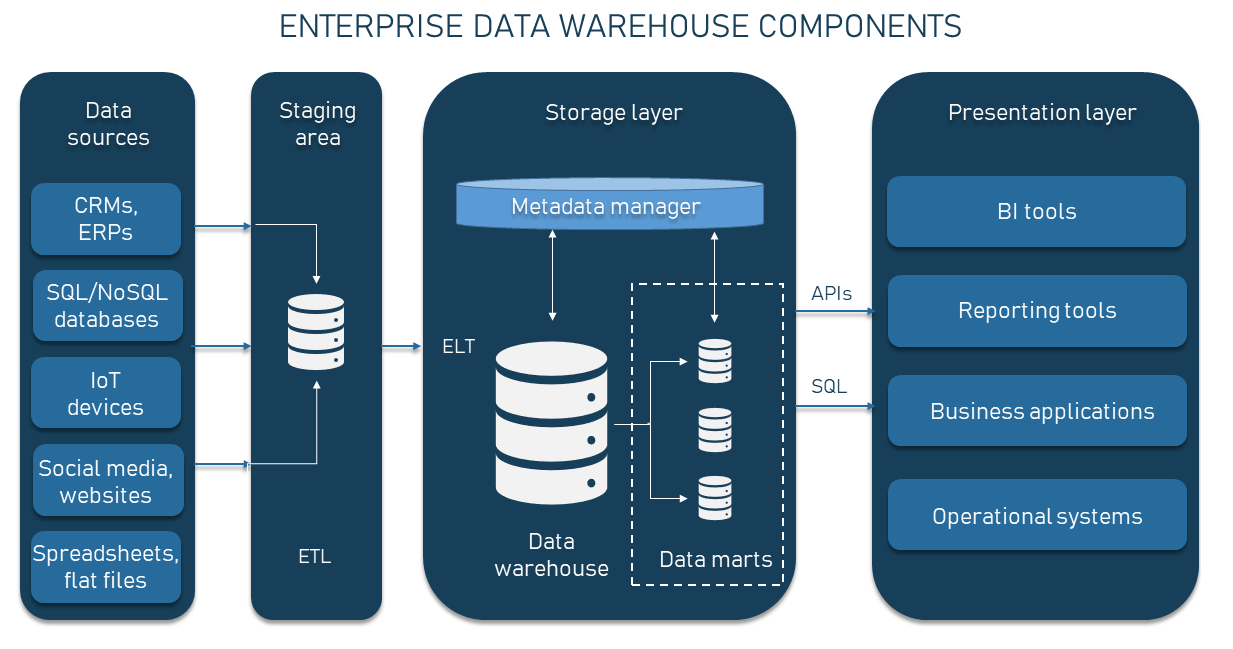 ENTERPRISE DATA WAREHOUSE COMPONENTS
Data
sources
CRMs,
ERPs
SQL/NoSQL
databases
IoT
devices
Social media,
websites
Spreadsheets,
flat files
Staging
area
ETL
Storage layer
Metadata manager
ELT
Data
warehouse
Data marts
APIs
SQL
Presentation layer
BI tools
Reporting tools
Business applications
Operational systems